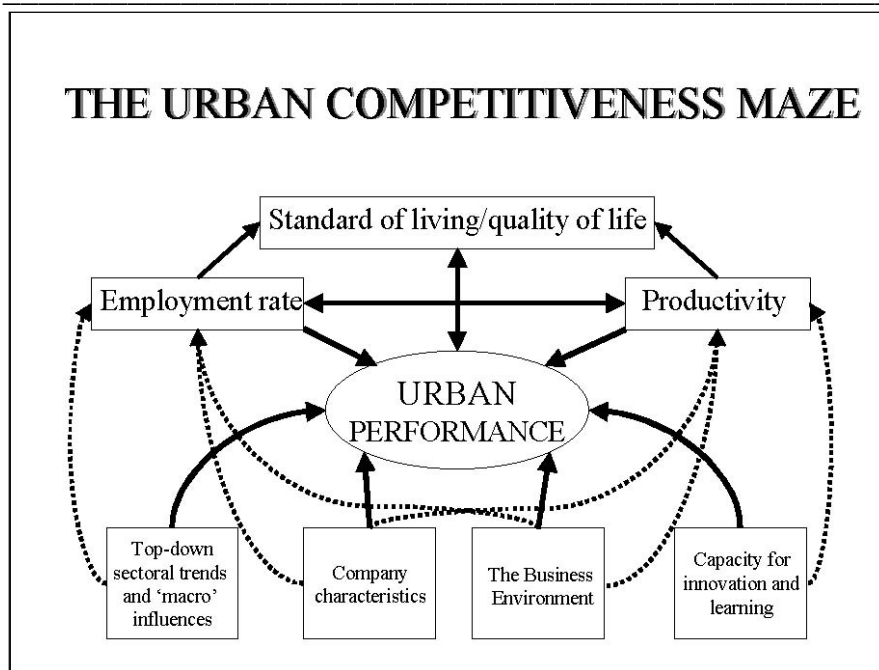 THE URBAN COMPETITIVENESS MAZE
Standard of living/quality of life
Employment rate
Productivity
URBAN
PERFORMANCE
Top-down
sectoral trends
and ‘macro’
influences
Company
characteristics
The Business
Environment
Capacity for
innovation and
learning